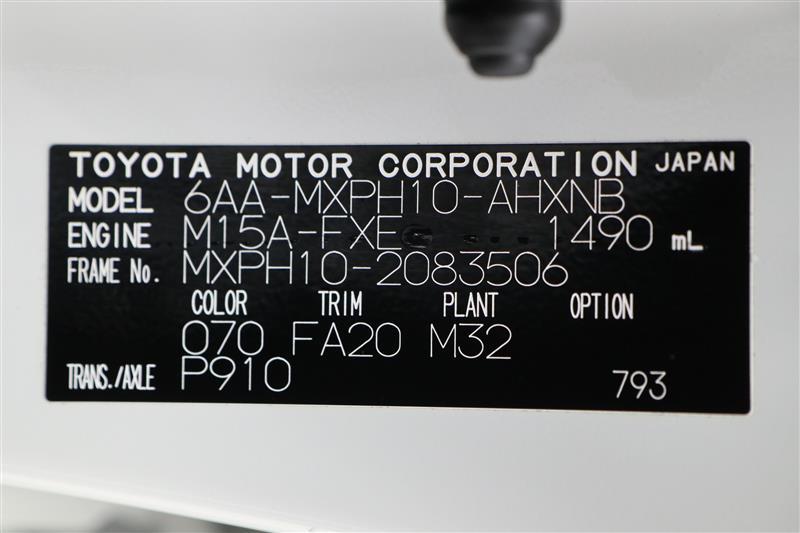 TOYOTA MOTOR CORPORATION JAPAN
MODEL 6AA-MXPH10-AHXNB
ENGINE M15A-FXE 1490 mL
FRAME No. MXPH10-2083506
COLOR TRIM PLANT OPTION
070 FA20 M32
TRANS./AXLE P910 793